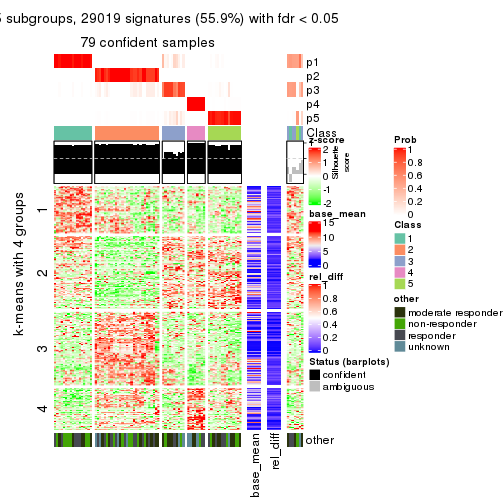 5 subgroups, 29019 signatures (55.9%) with fdr < 0.05
79 confident samples
p1
p2
p3
p4
p5
Class
Silhouette
score
k-means with 4 groups
1
2
3
4
other
base_mean
rel_diff
z-score
2
1
0
-1
-2
base_mean
15
10
5
0
rel_diff
1
0.8
0.6
0.4
0.2
0
Status (barplots)
confident
ambiguous
Prob
1
0.8
0.6
0.4
0.2
0
Class
1
2
3
4
5
other
moderate responder
non-responder
responder
unknown